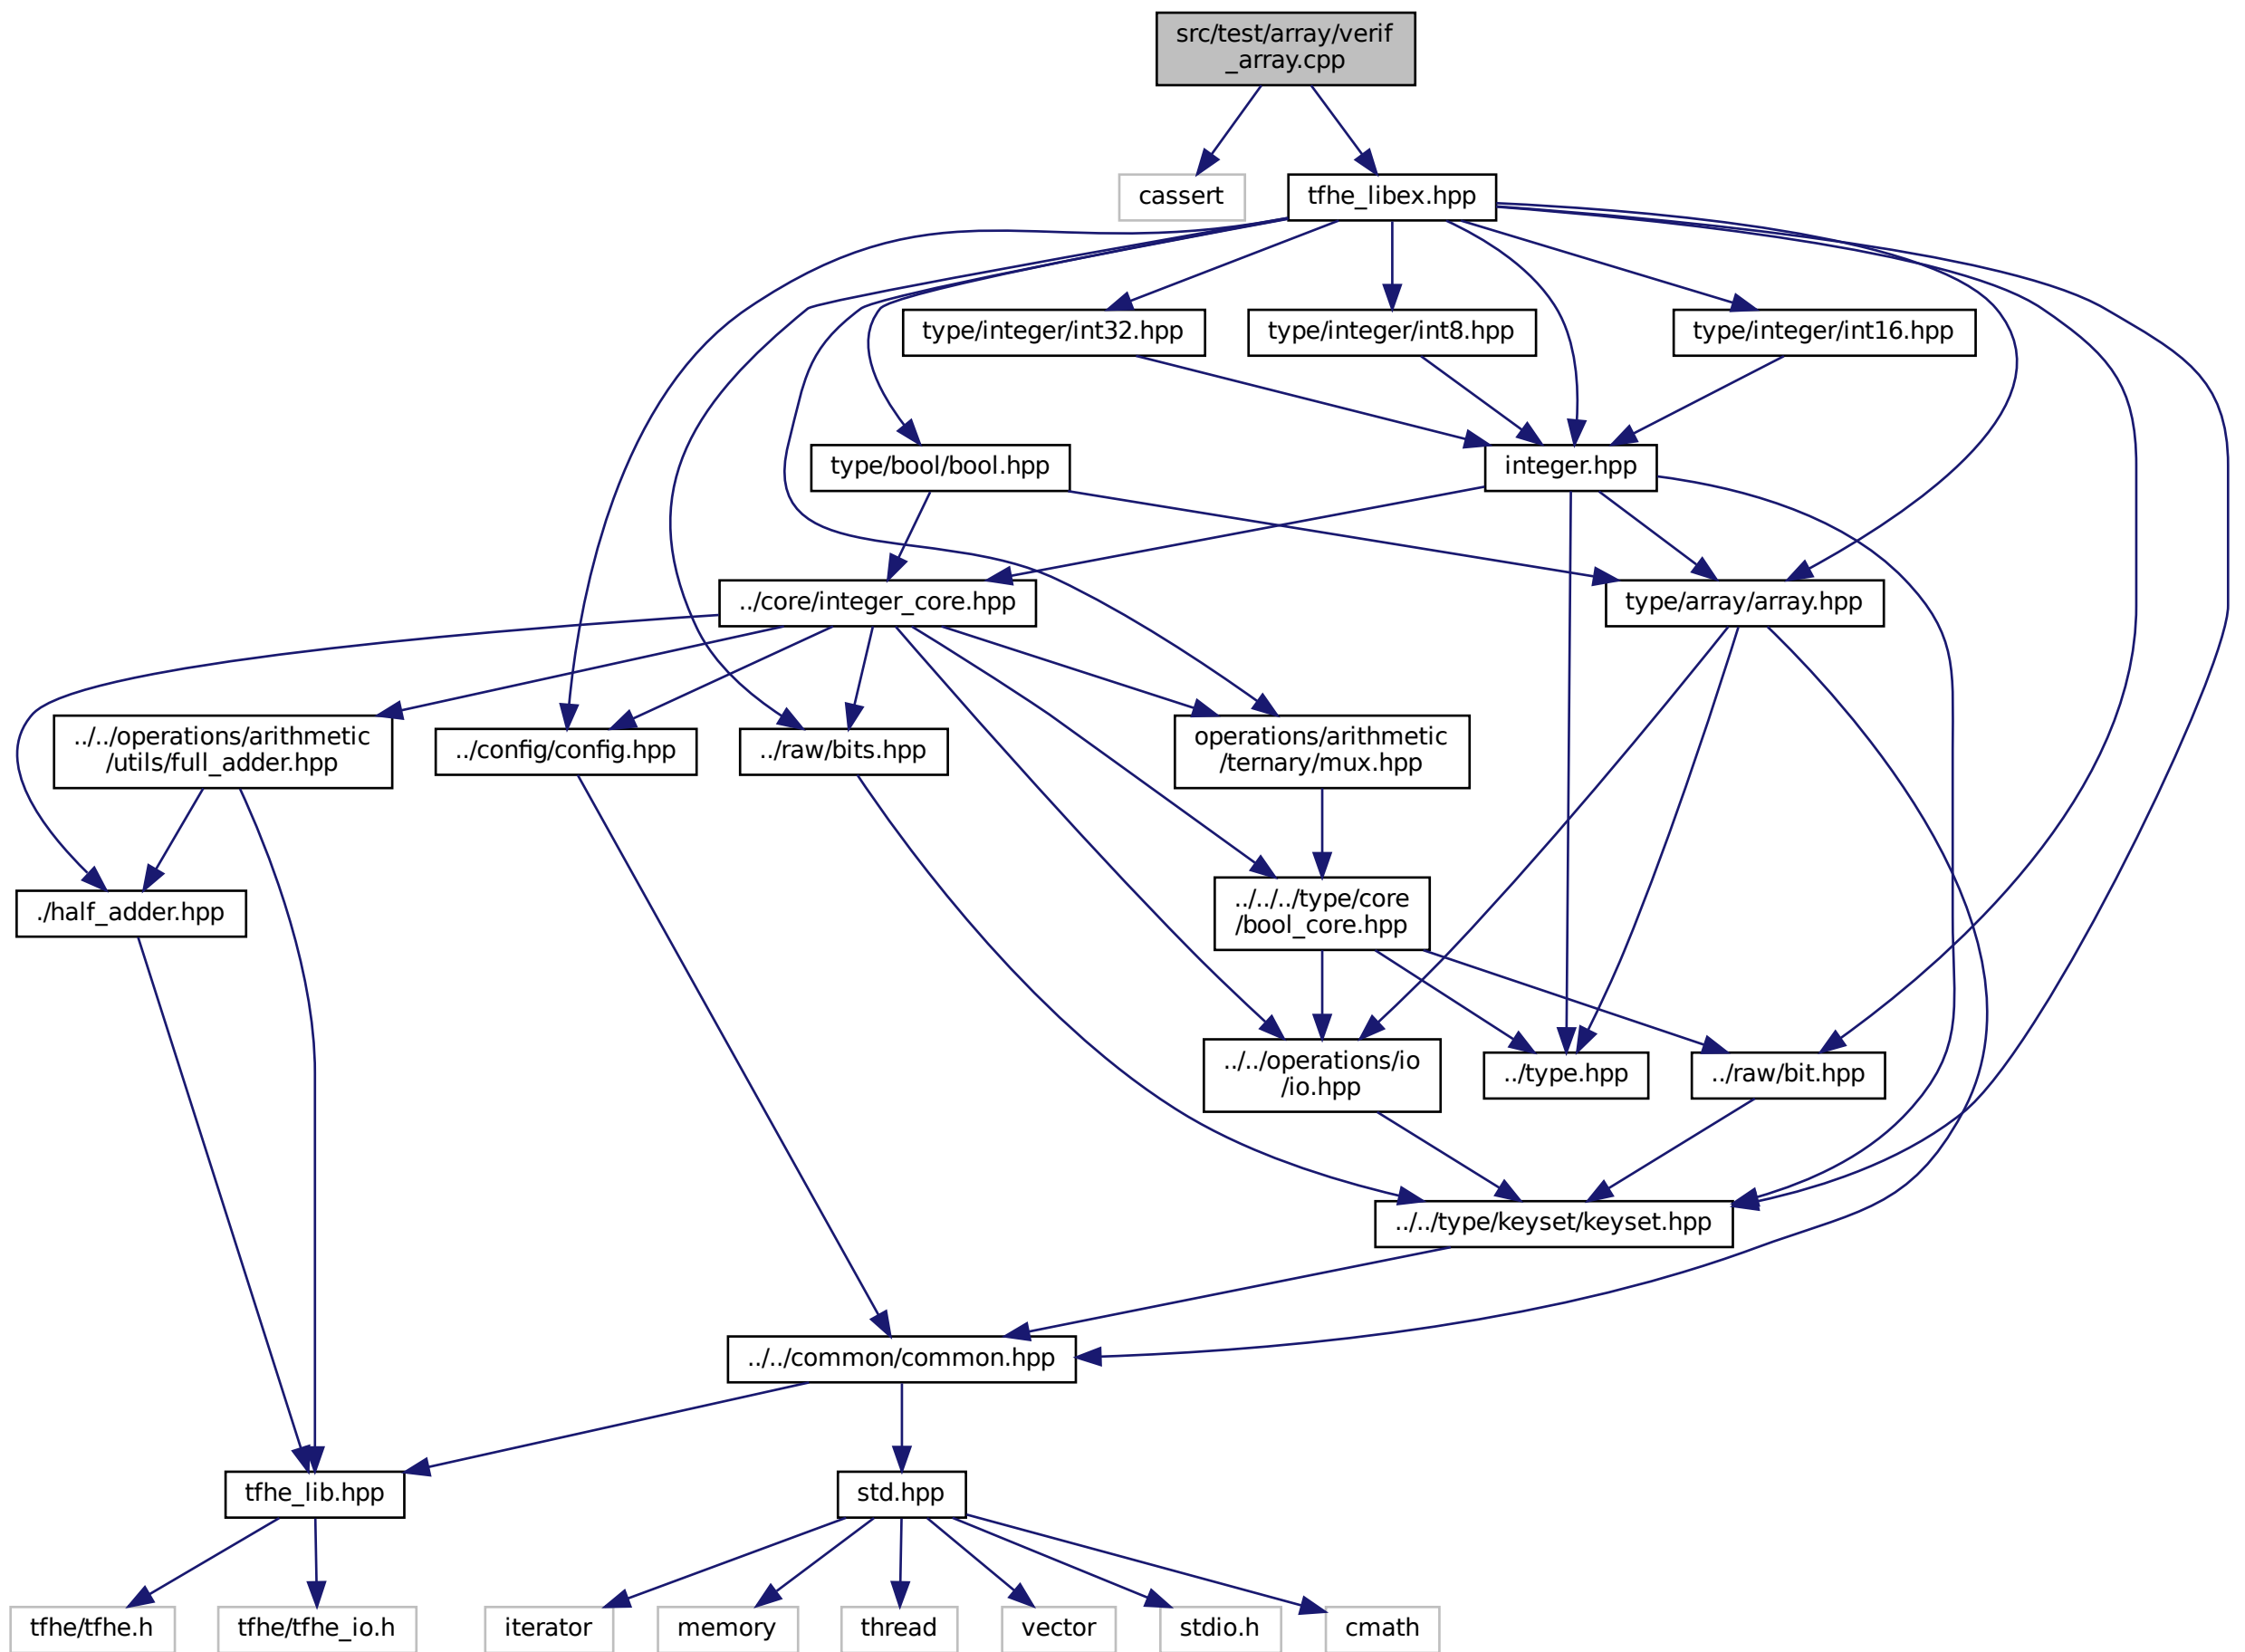 src/test/array/verif
_array.cpp
cassert
tfhe_libex.hpp
type/integer/int32.hpp
type/integer/int8.hpp
type/integer/int16.hpp
type/bool/bool.hpp
integer.hpp
../core/integer_core.hpp
type/array/array.hpp
../../operations/arithmetic
/utils/full_adder.hpp
../config/config.hpp
../raw/bits.hpp
operations/arithmetic
/ternary/mux.hpp
./half_adder.hpp
../../../type/core
/bool_core.hpp
../../operations/io
/io.hpp
../type.hpp
../raw/bit.hpp
../../type/keyset/keyset.hpp
../../common/common.hpp
tfhe_lib.hpp
std.hpp
tfhe/tfhe.h
tfhe/tfhe_io.h
iterator
memory
thread
vector
stdio.h
cmath